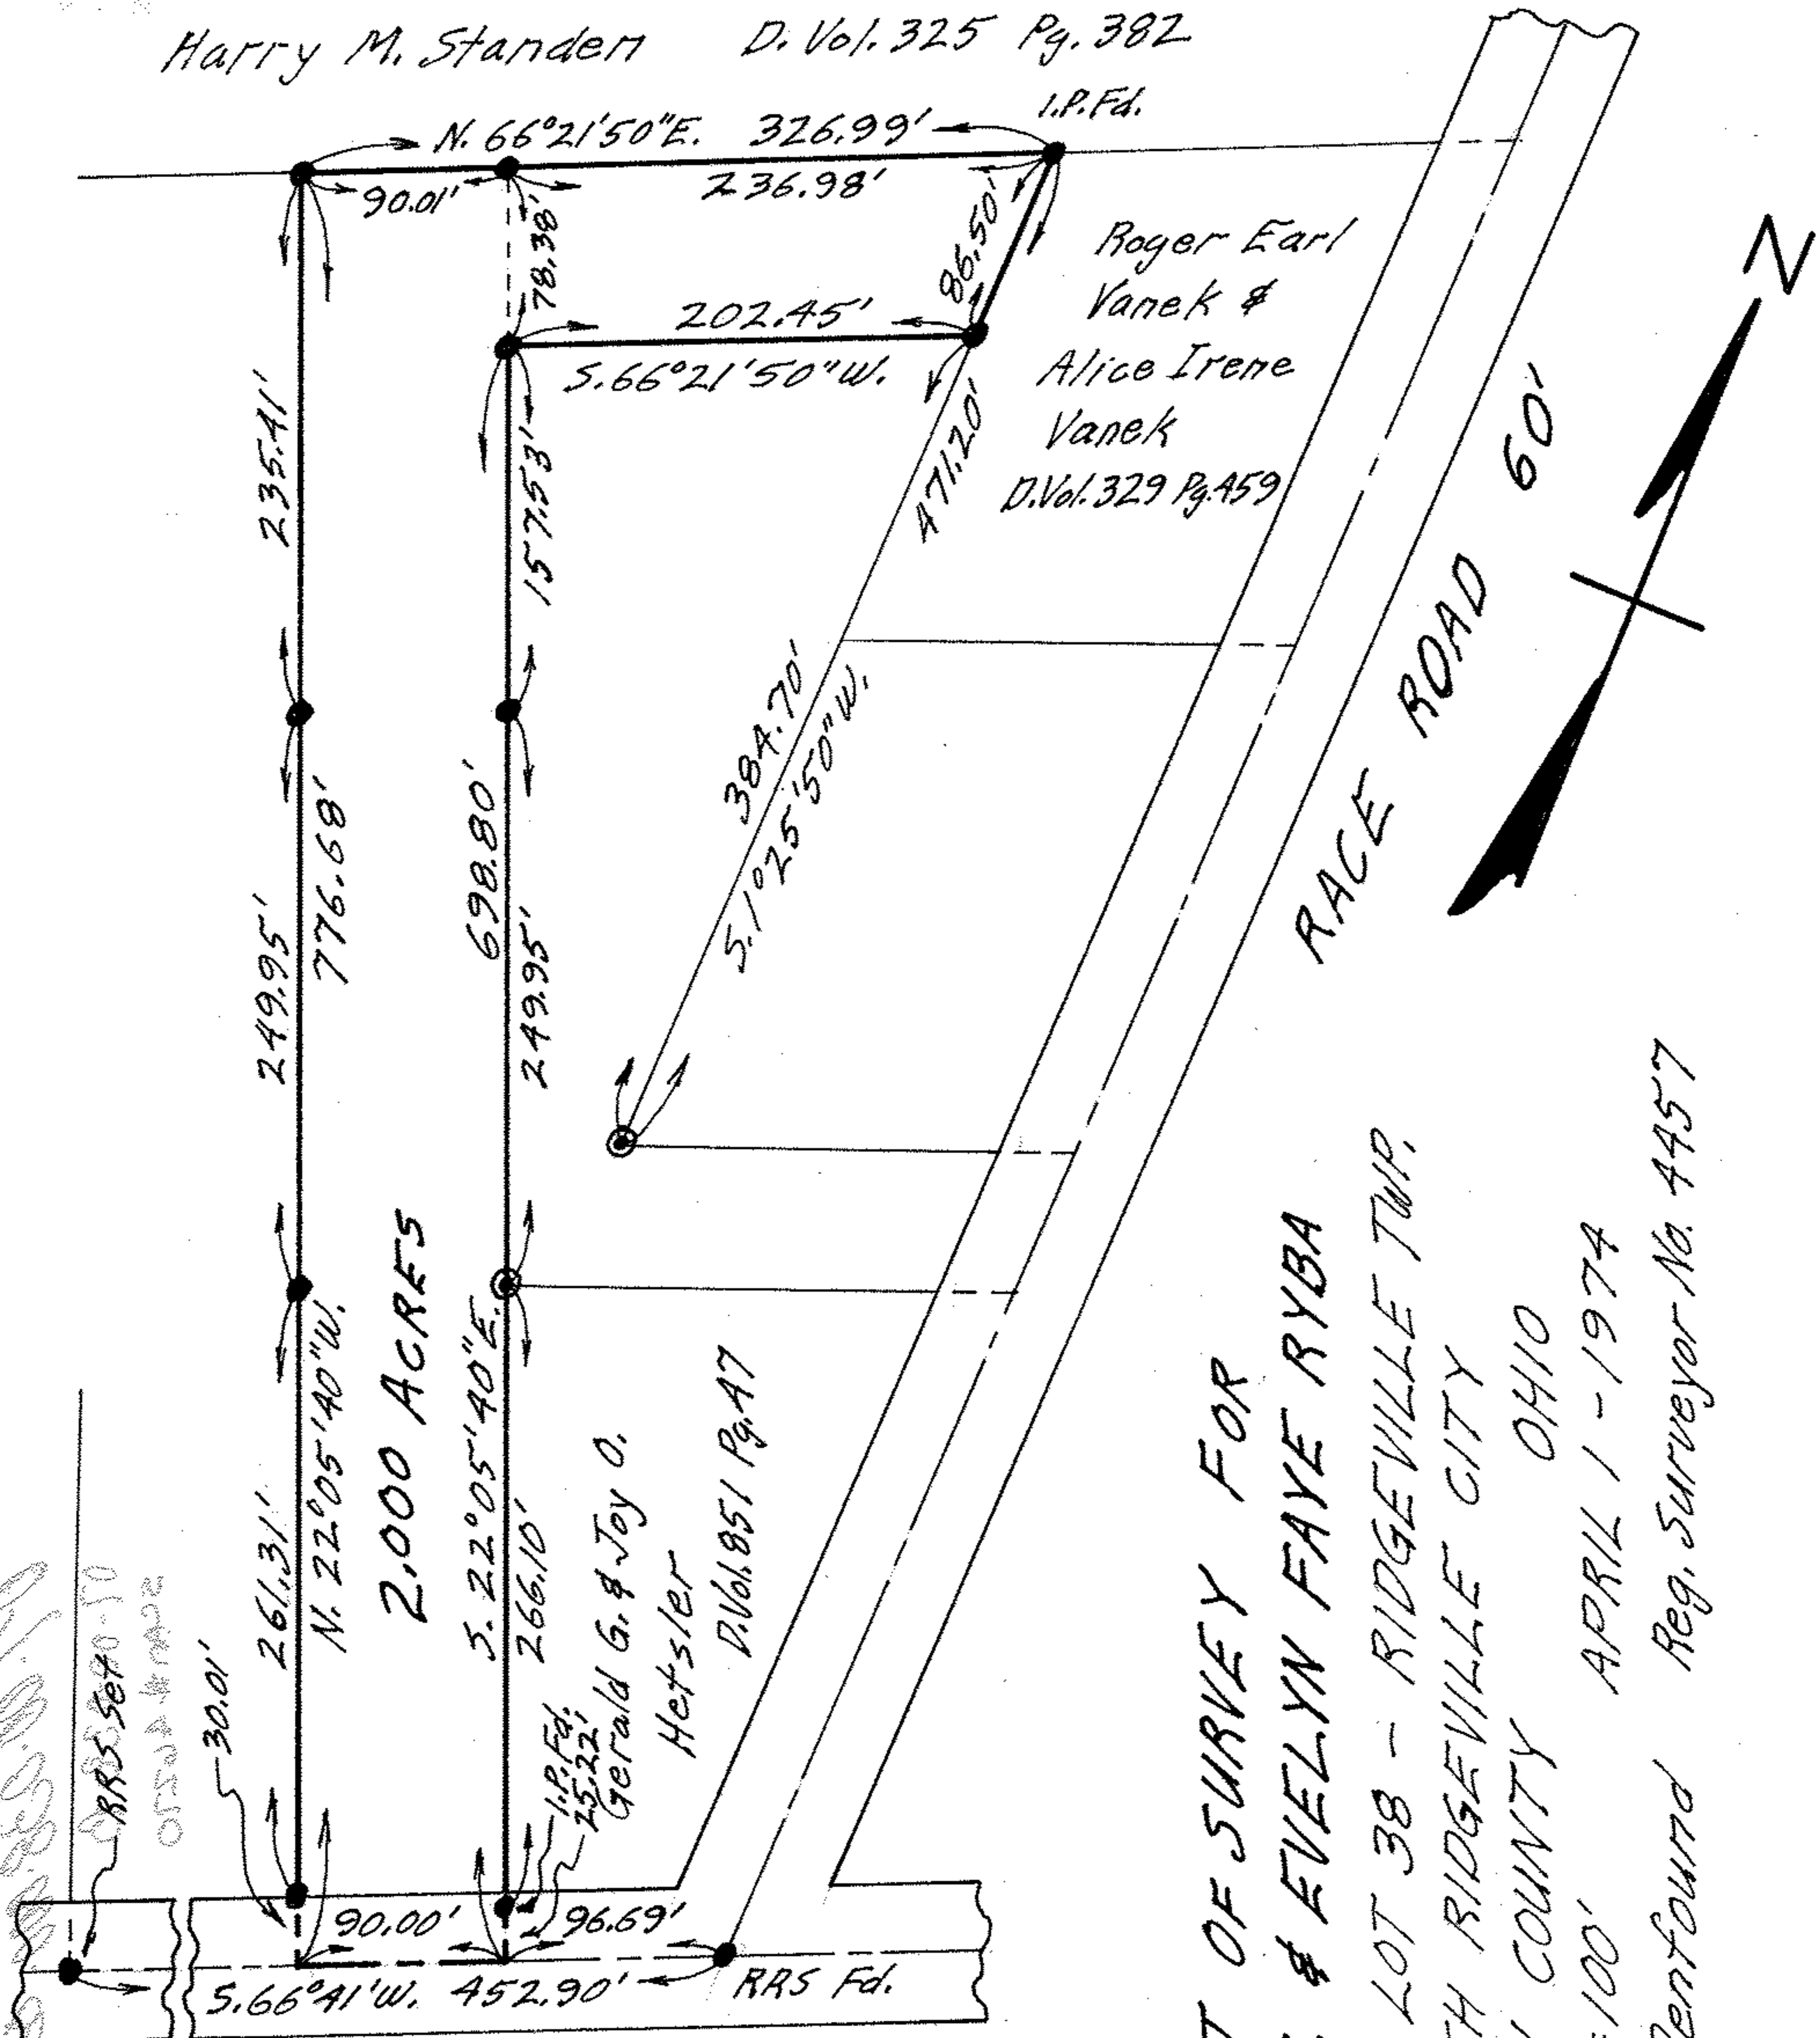 Harry M. Standen D. Vol. 325 Pg. 382
I.P. Fd.
N. 66°21'50"E. 326.99'
90.01'
236.98'
78.38'
86.50'
Roger Earl
Vanek &
Alice Irene
Vanek
D.Vol. 329 Pg. 459
202.45'
S. 66°21'50"W.
N
235.41'
157.53'
471.20'
60'
RACE ROAD
384.70'
S. 1°25'50"W.
249.95'
776.68'
698.80'
249.95'
261.31'
N. 22°05'40"W.
2.000 ACRES
S. 22°05'40"E.
266.10'
I.P. Fd.
25.22'
Gerald G. & Joy O.
Hetsler
D.Vol. 851 Pg. 47
RRS Set
30.01'
90.00'
96.69'
S. 66°41'W. 452.90'
RRS Fd.
OF SURVEY FOR
& EVELYN FAYE RYBA
LOT 38 - RIDGEVILLE TWP.
RIDGEVILLE CITY
COUNTY OHIO
100' APRIL 1 - 1974
Reg. Surveyor No. 4457